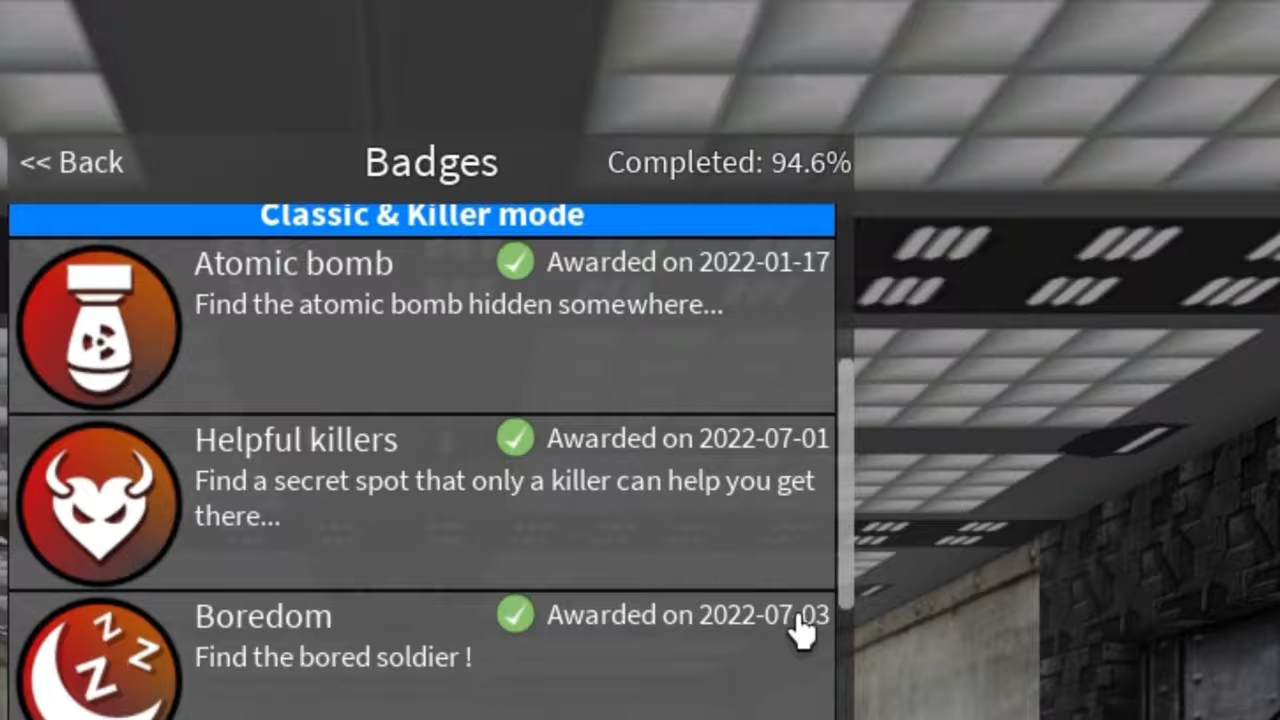 << Back Badges Completed: 94.6%
Classic & Killer mode
Atomic bomb Awarded on 2022-01-17
Find the atomic bomb hidden somewhere...
Helpful killers Awarded on 2022-07-01
Find a secret spot that only a killer can help you get
there...
Boredom Awarded on 2022-07-03
Find the bored soldier !
z
z
z